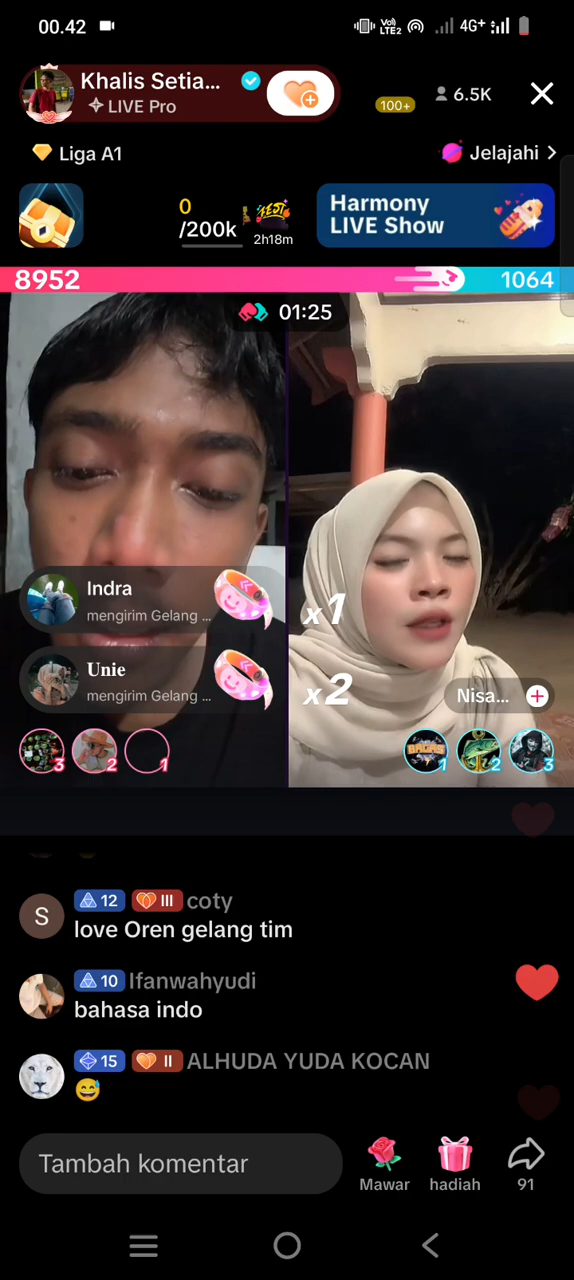 00.42
Vo)) LTE2
4G+
Khalis Setia...
LIVE Pro
100+
6.5K
Liga A1
Jelajahi
0
/200k
FEST
2h18m
Harmony
LIVE Show
8952
1064
01:25
Indra
mengirim Gelang ...
x1
Unie
mengirim Gelang ...
x2
Nisa...
3
2
1
BAGAS
1
2
3
S
12 III coty
love Oren gelang tim
10 Ifanwahyudi
bahasa indo
15 II ALHUDA YUDA KOCAN
😅
Tambah komentar
Mawar
hadiah
91